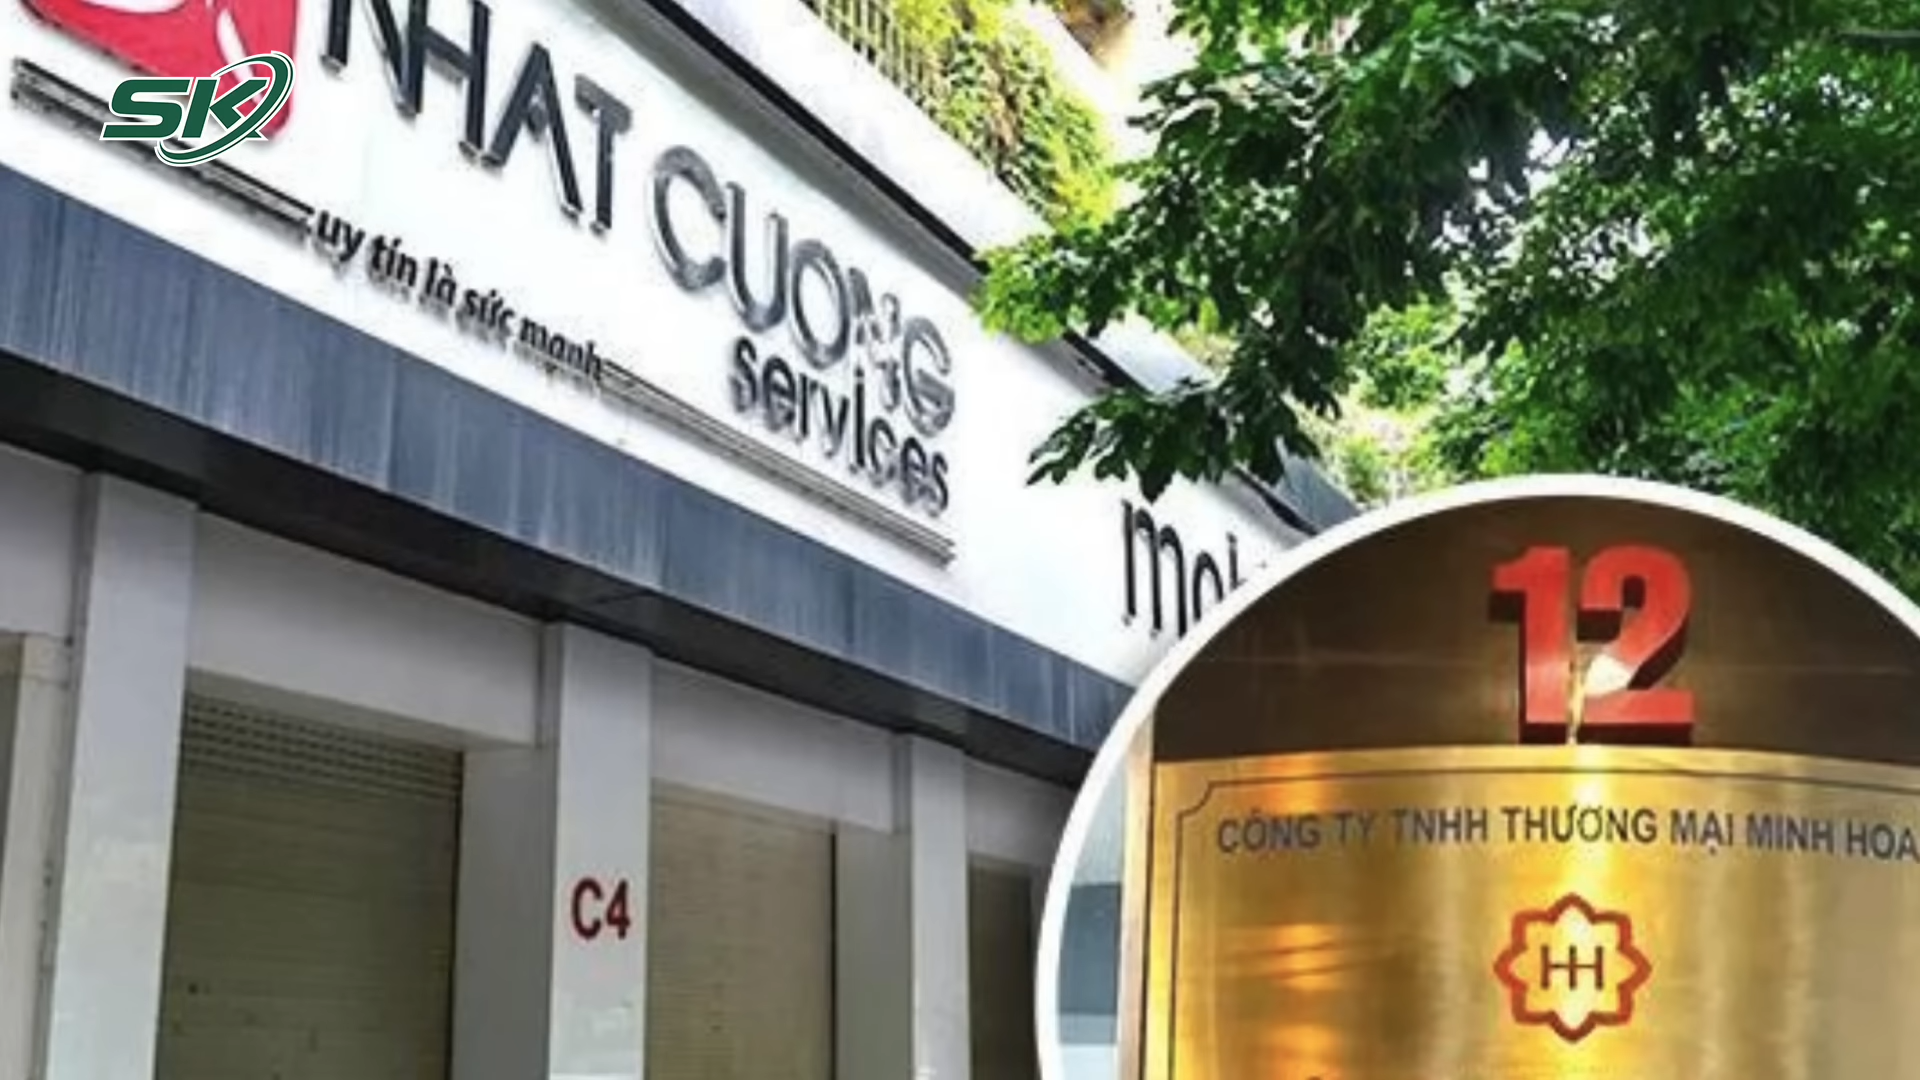 SK
NHAT CUONG
services
uy tín là sức mạnh
C4
12
CÔNG TY TNHH THƯƠNG MẠI MINH HOA
HH